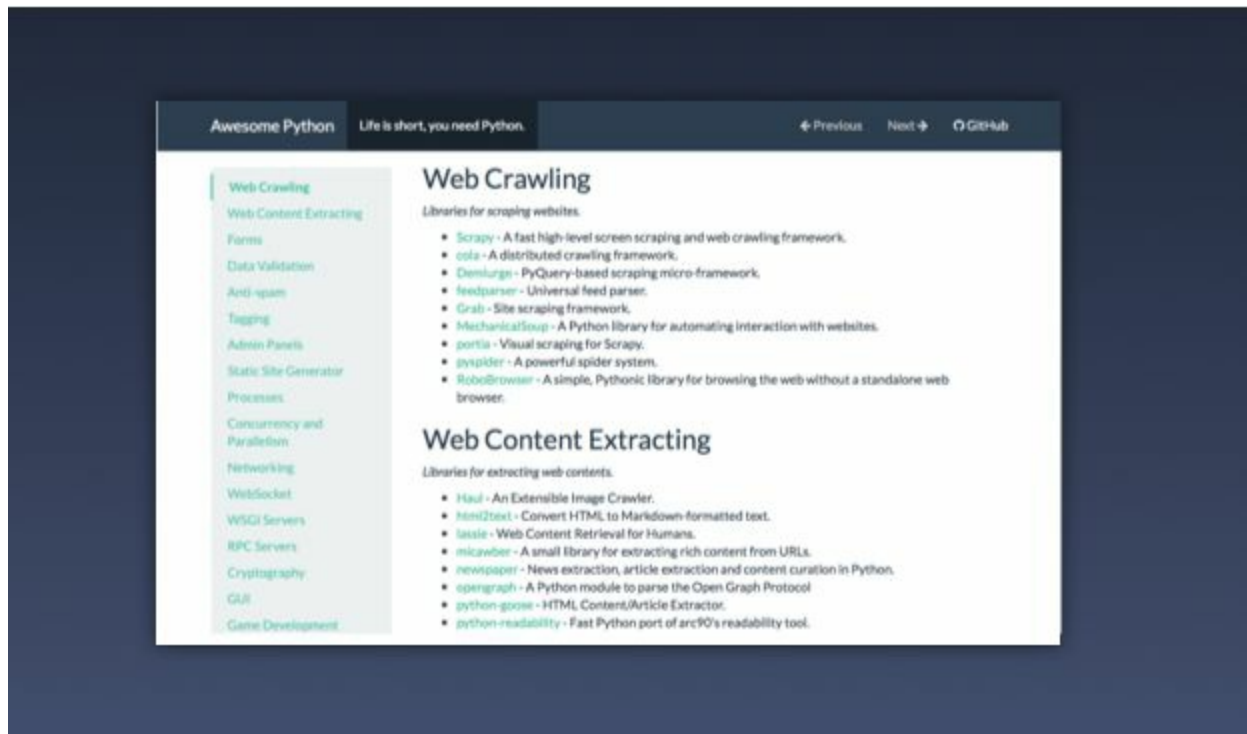 Awesome Python
Life is short, you need Python.
Previous
Next
GitHub
Web Crawling
Web Content Extracting
Forms
Data Validation
Anti-spam
Tagging
Admin Panels
Static Site Generator
Processes
Concurrency and
Parallelism
Networking
WebSocket
WSGI Servers
RPC Servers
Cryptography
GUI
Game Development
Web Crawling
Libraries for scraping websites.
Scrapy - A fast high-level screen scraping and web crawling framework.
cola - A distributed crawling framework.
Demiurge - PyQuery-based scraping micro-framework.
feedparser - Universal feed parser.
Grab - Site scraping framework.
MechanicalSoup - A Python library for automating interaction with websites.
portia - Visual scraping for Scrapy.
pyspider - A powerful spider system.
RoboBrowser - A simple, Pythonic library for browsing the web without a standalone web
browser.
Web Content Extracting
Libraries for extracting web contents.
Haul - An Extensible Image Crawler.
html2text - Convert HTML to Markdown-formatted text.
lassie - Web Content Retrieval for Humans.
micawber - A small library for extracting rich content from URLs.
newspaper - News extraction, article extraction and content curation in Python.
opengraph - A Python module to parse the Open Graph Protocol
python-goose - HTML Content/Article Extractor.
python-readability - Fast Python port of arc90's readability tool.